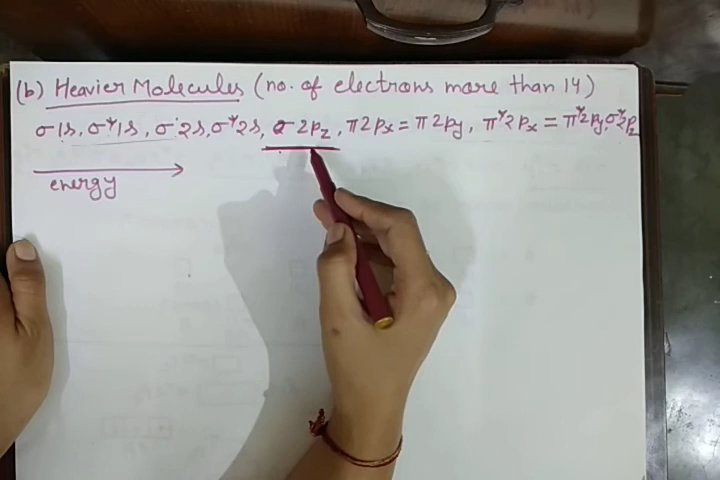 (b) Heavier Molecules (no. of electrons more than 14)
σ1s, σ*1s, σ2s, σ*2s, σ2pz, π2px = π2py, π*2px = π*2py, σ*2pz
energy